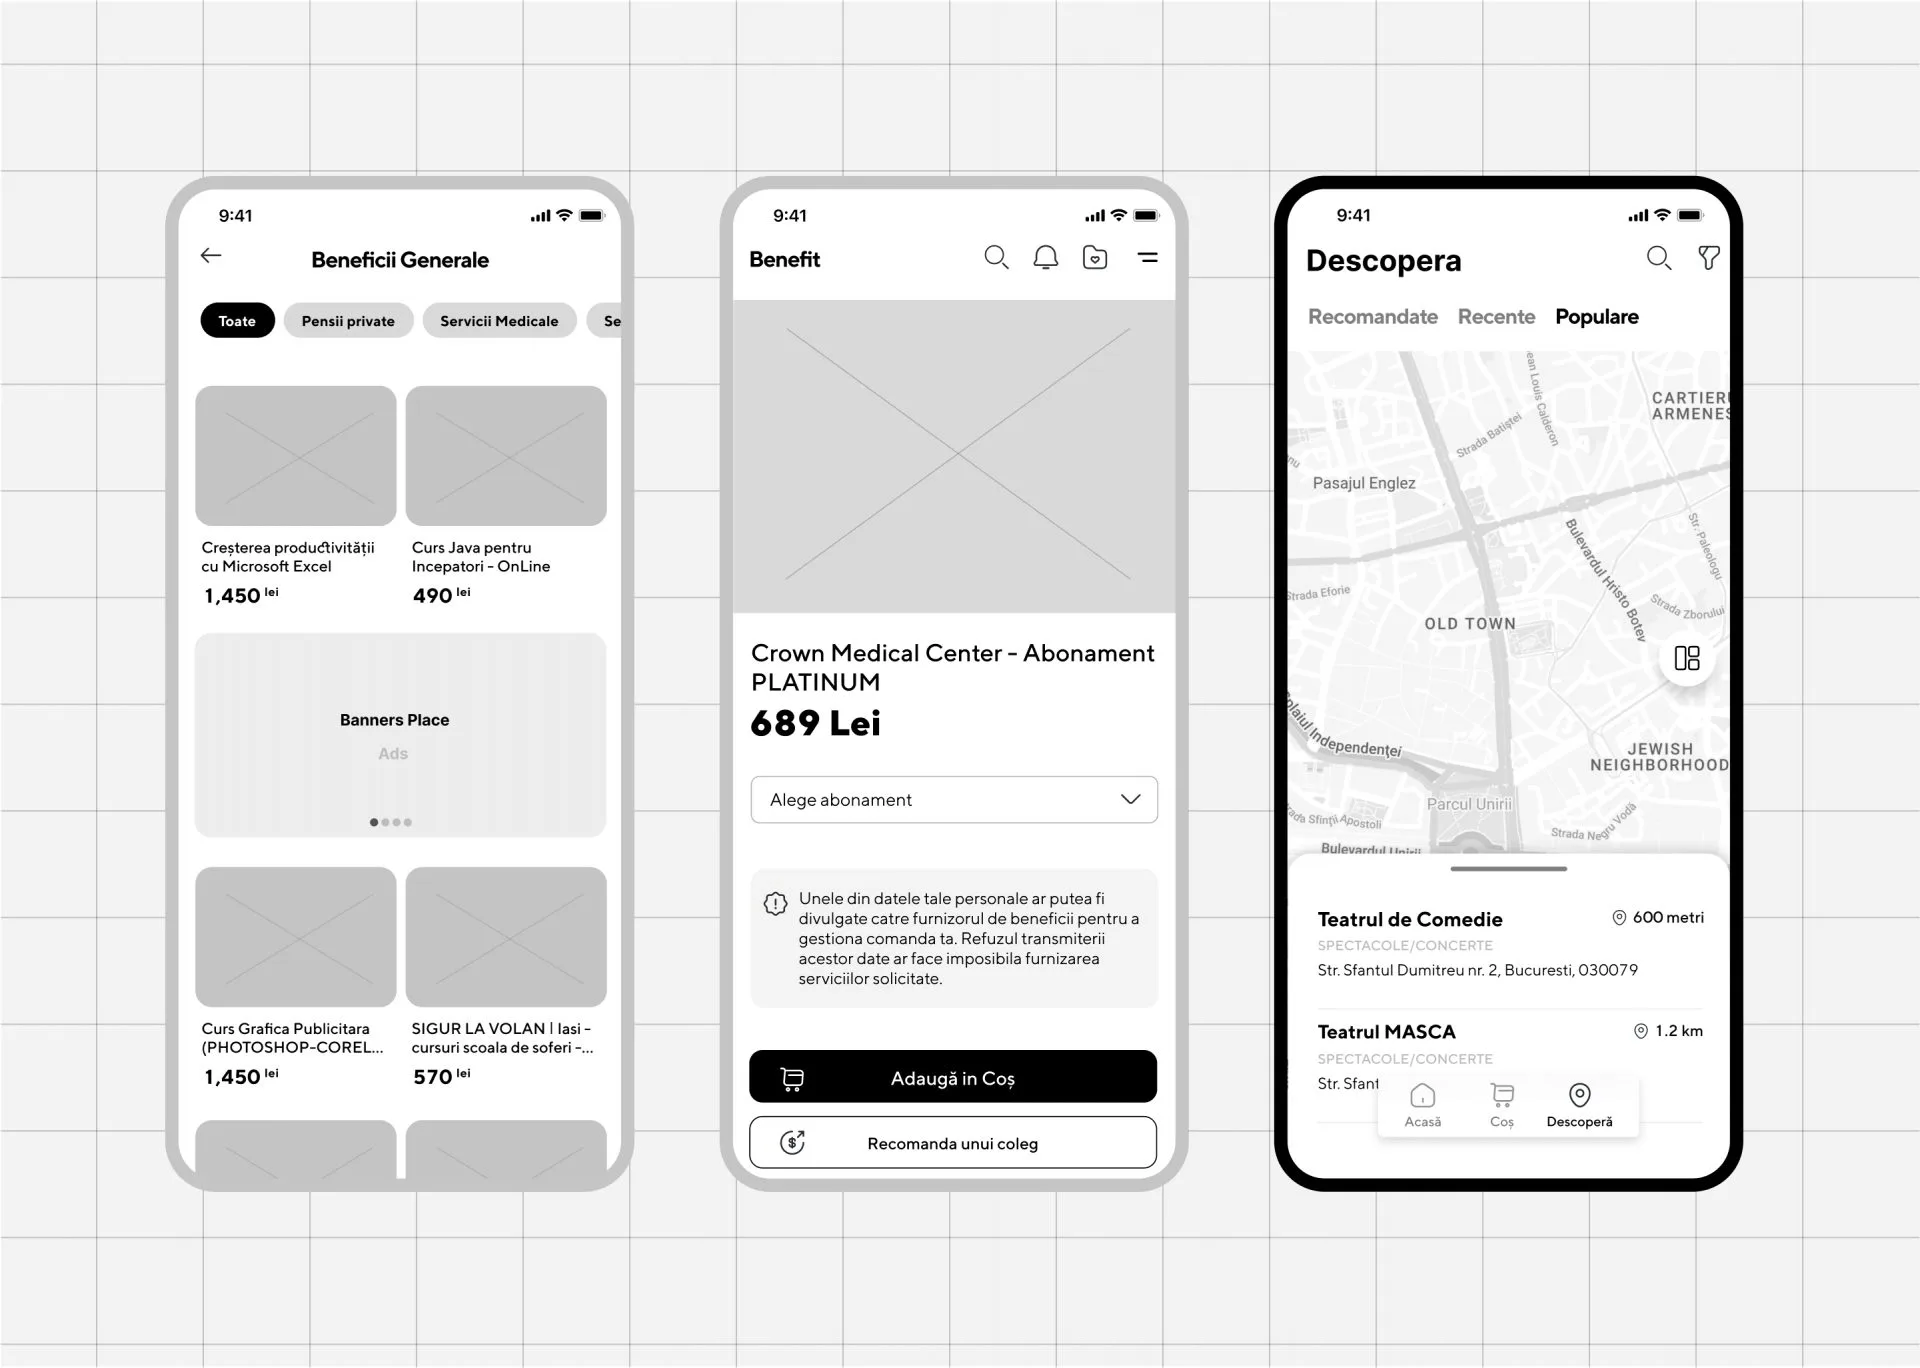 9:41
Beneficii Generale
Toate
Pensii private
Servicii Medicale
Se
Creșterea productivității
cu Microsoft Excel
1,450 lei
Curs Java pentru
Incepatori - OnLine
490 lei
Banners Place
Ads
Curs Grafica Publicitara
(PHOTOSHOP-COREL...
1,450 lei
SIGUR LA VOLAN | Iasi -
cursuri scoala de soferi -...
570 lei
9:41
Benefit
Crown Medical Center - Abonament
PLATINUM
689 Lei
Alege abonament
Unele din datele tale personale ar putea fi
divulgate catre furnizorul de beneficii pentru a
gestiona comanda ta. Refuzul transmiterii
acestor date ar face imposibila furnizarea
serviciilor solicitate.
Adaugă in Coș
Recomanda unui coleg
9:41
Descopera
Recomandate
Recente
Populare
ean Louis Calderon
CARTIERU
ARMENES
Strada Batiștei
Pasajul Englez
Bulevardul Hristo Botev
Str. Paleologu
Strada Eforie
Strada Zborului
OLD TOWN
Splaiul Independenței
JEWISH
NEIGHBORHOOD
Parcul Unirii
ada Sfinții Apostoli
Strada Negru Vodă
Bulevardul Unirii
Teatrul de Comedie
600 metri
SPECTACOLE/CONCERTE
Str. Sfantul Dumitreu nr. 2, Bucuresti, 030079
Teatrul MASCA
1.2 km
SPECTACOLE/CONCERTE
Str. Sfant
Acasă
Coș
Descoperă